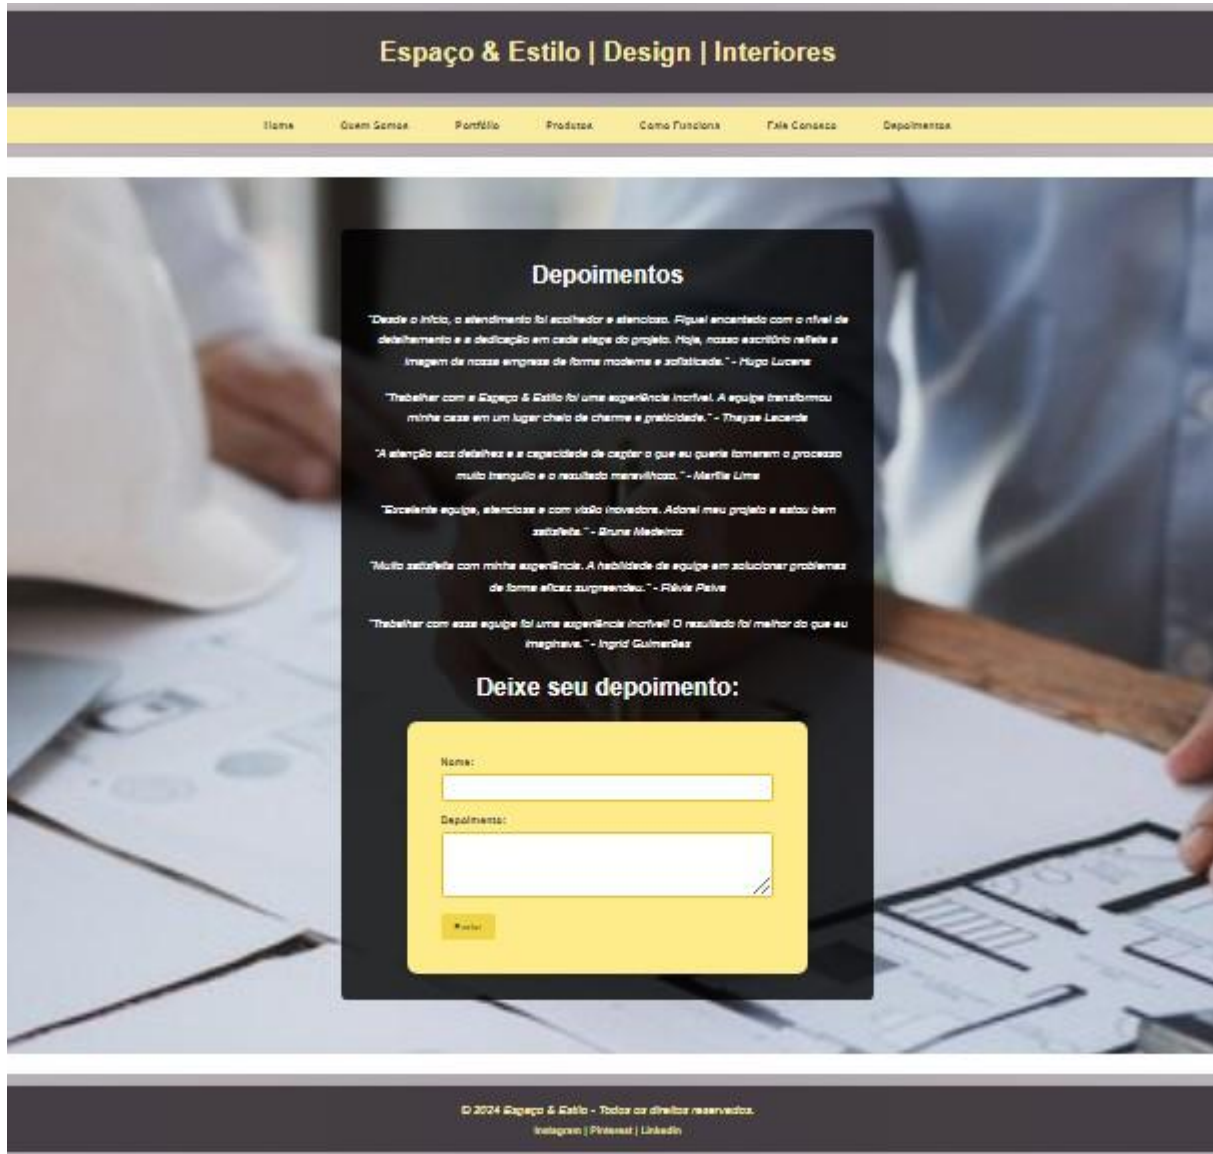 Espaço & Estilo | Design | Interiores
Home Quem Somos Portfólio Produtos Como Funciona Fale Conosco Depoimentos
Depoimentos
"Desde o início, o atendimento foi acolhedor e atencioso. Fiquei encantado com o nível de
detalhamento e a dedicação em cada etapa do projeto. Hoje, nosso escritório reflete a
imagem da nossa empresa de forma moderna e sofisticada." - Hugo Lucena
"Trabalhar com a Espaço & Estilo foi uma experiência incrível. A equipe transformou
minha casa em um lugar cheio de charme e praticidade." - Thayse Lacerda
"A atenção aos detalhes e a capacidade de captar o que eu queria tornaram o processo
muito tranquilo e o resultado maravilhoso." - Marília Lima
"Excelente equipe, atenciosa e com visão inovadora. Adorei meu projeto e estou bem
satisfeita." - Medeiros
"Muito satisfeita com minha experiência. A habilidade da equipe em solucionar problemas
de forma eficaz surpreendeu." - Flávia Paiva
"Trabalhar com essa equipe foi uma experiência incrível! O resultado foi melhor do que eu
imaginava." - Ingrid Guimarães
Deixe seu depoimento:
Nome:
Depoimento:
© 2024 Espaço & Estilo - Todos os direitos reservados.
Instagram | Pinterest | LinkedIn